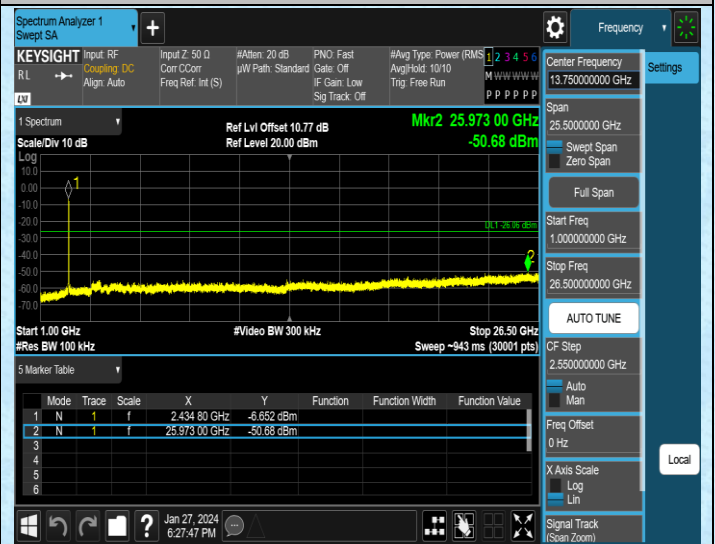 Spectrum Analyzer 1
Swept SA
+
Frequency
KEYSIGHT
RL
LXI
Input: RF
Coupling: DC
Align: Auto
Input Z: 50 Ω
Corr CCorr
Freq Ref: Int (S)
#Atten: 20 dB
µW Path: Standard
PNO: Fast
Gate: Off
IF Gain: Low
Sig Track: Off
#Avg Type: Power (RMS
Avg|Hold: 10/10
Trig: Free Run
1 2 3 4 5 6
M W W W W W
P P P P P P
1 Spectrum
Scale/Div 10 dB
Ref Lvl Offset 10.77 dB
Ref Level 20.00 dBm
Mkr2 25.973 00 GHz
-50.68 dBm
Log
10.0
0.00
-10.0
-20.0
-30.0
-40.0
-50.0
-60.0
-70.0
1
DL1 -26.06 dBm
2
Start 1.00 GHz
#Res BW 100 kHz
#Video BW 300 kHz
Stop 26.50 GHz
Sweep ~943 ms (30001 pts)
5 Marker Table
Mode Trace Scale X Y Function Function Width Function Value
1 N 1 f 2.434 80 GHz -6.652 dBm
2 N 1 f 25.973 00 GHz -50.68 dBm
3
4
5
6
?
Jan 27, 2024
6:27:47 PM
Center Frequency
13.750000000 GHz
Span
25.5000000 GHz
Swept Span
Zero Span
Full Span
Start Freq
1.000000000 GHz
Stop Freq
26.500000000 GHz
AUTO TUNE
CF Step
2.550000000 GHz
Auto
Man
Freq Offset
0 Hz
X Axis Scale
Log
Lin
Signal Track
(Span Zoom)
Settings
Local